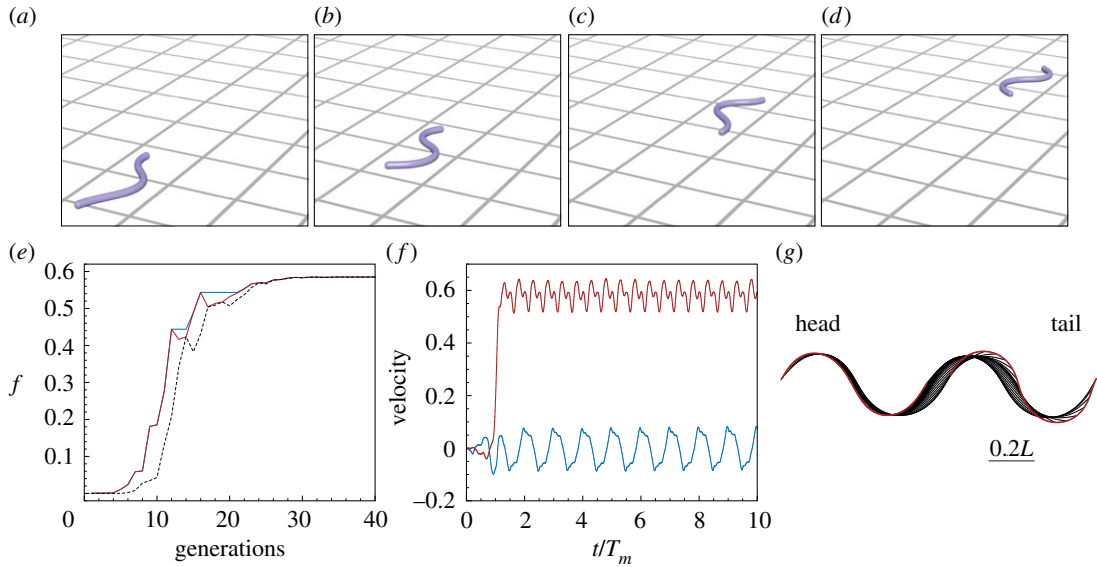 (a)
(b)
(c)
(d)
(e)
0.6
0.5
0.4
f
0.3
0.2
0.1
0
10
20
30
40
generations
(f)
0.6
0.4
velocity
0.2
0
–0.2
0
2
4
6
8
10
t/Tm
(g)
head
tail
0.2L